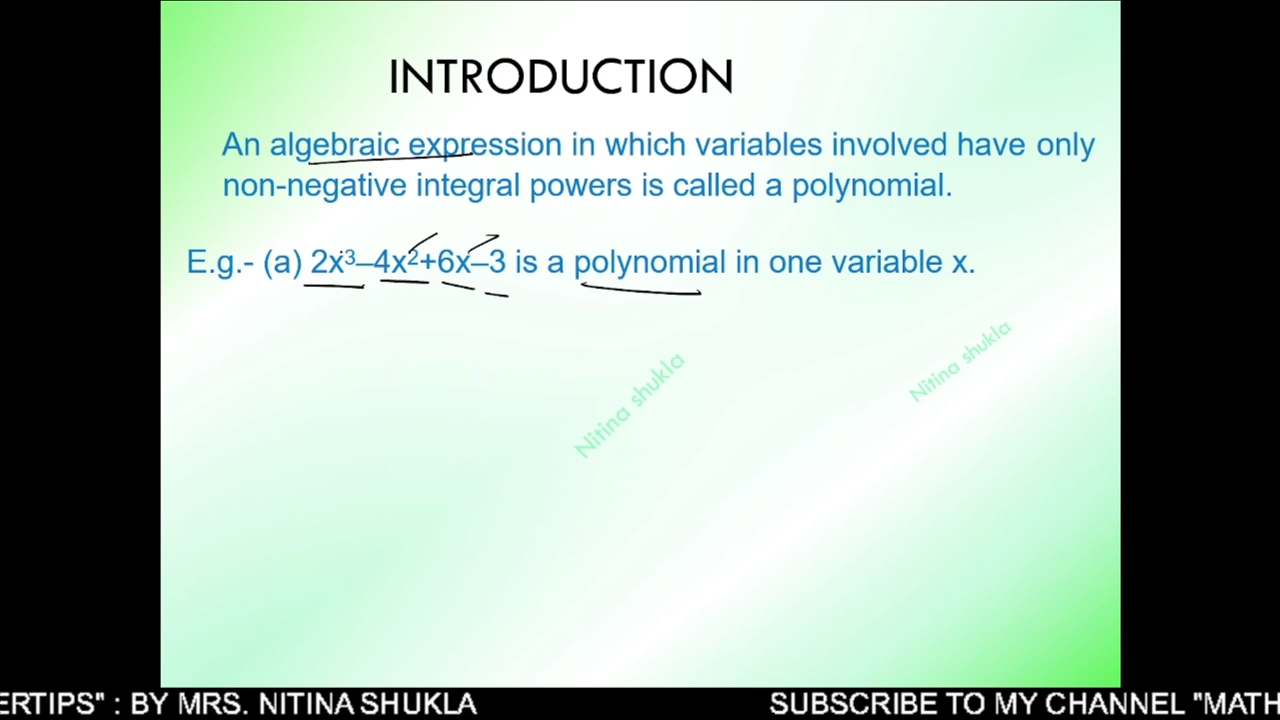 INTRODUCTION
An algebraic expression in which variables involved have only
non-negative integral powers is called a polynomial.
E.g.- (a) 2x³–4x²+6x–3 is a polynomial in one variable x.
Nitina shukla
Nitina shukla
ERTIPS" : BY MRS. NITINA SHUKLA SUBSCRIBE TO MY CHANNEL "MATH